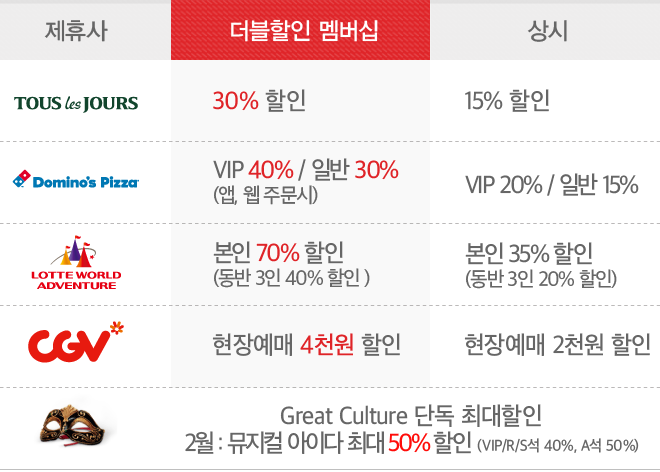 제휴사 더블할인 멤버십 상시
TOUS les JOURS 30% 할인 15% 할인
Domino's Pizza VIP 40% / 일반 30% VIP 20% / 일반 15%
(앱, 웹 주문시)
LOTTE WORLD ADVENTURE 본인 70% 할인 본인 35% 할인
(동반 3인 40% 할인 ) (동반 3인 20% 할인)
CGV 현장예매 4천원 할인 현장예매 2천원 할인
Great Culture 단독 최대할인
2월 : 뮤지컬 아이다 최대 50% 할인 (VIP/R/S석 40%, A석 50%)